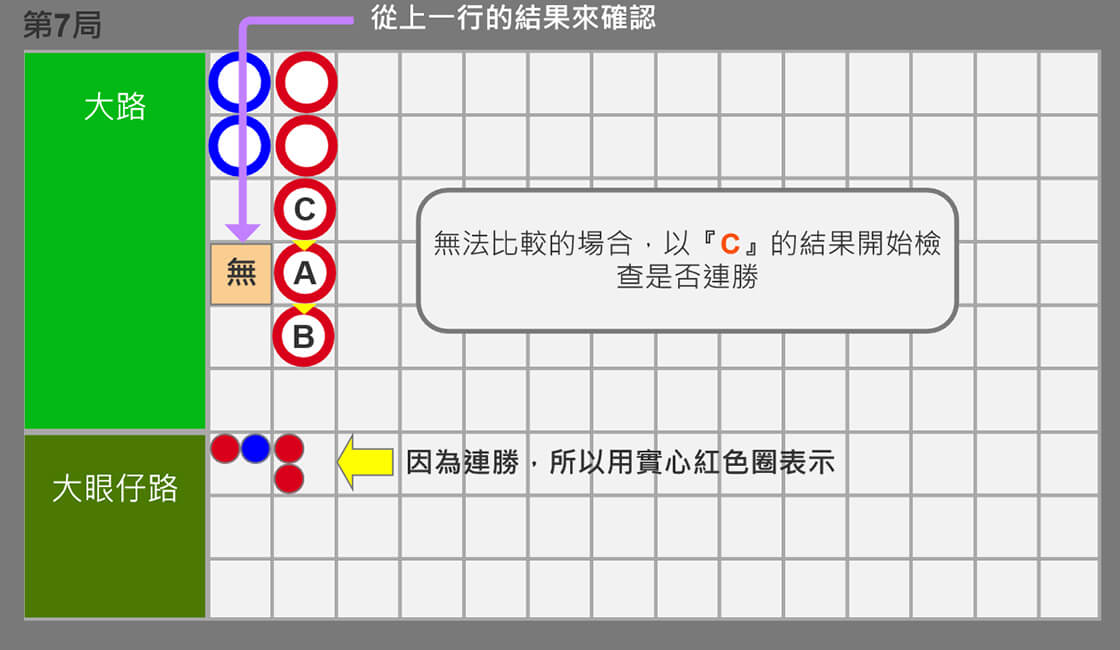 第7局
從上一行的結果來確認
大路
C
無法比較的場合，以『C』的結果開始檢
查是否連勝
無
A
B
大眼仔路
因為連勝，所以用實心紅色圈表示